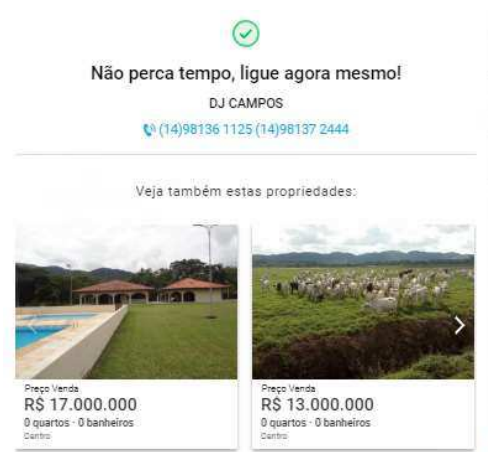 Não perca tempo, ligue agora mesmo!
DJ CAMPOS
(14)98136 1125 (14)98137 2444
Veja também estas propriedades:
Preço Venda
R$ 17.000.000
0 quartos · 0 banheiros
Centro
Preço Venda
R$ 13.000.000
0 quartos · 0 banheiros
Centro